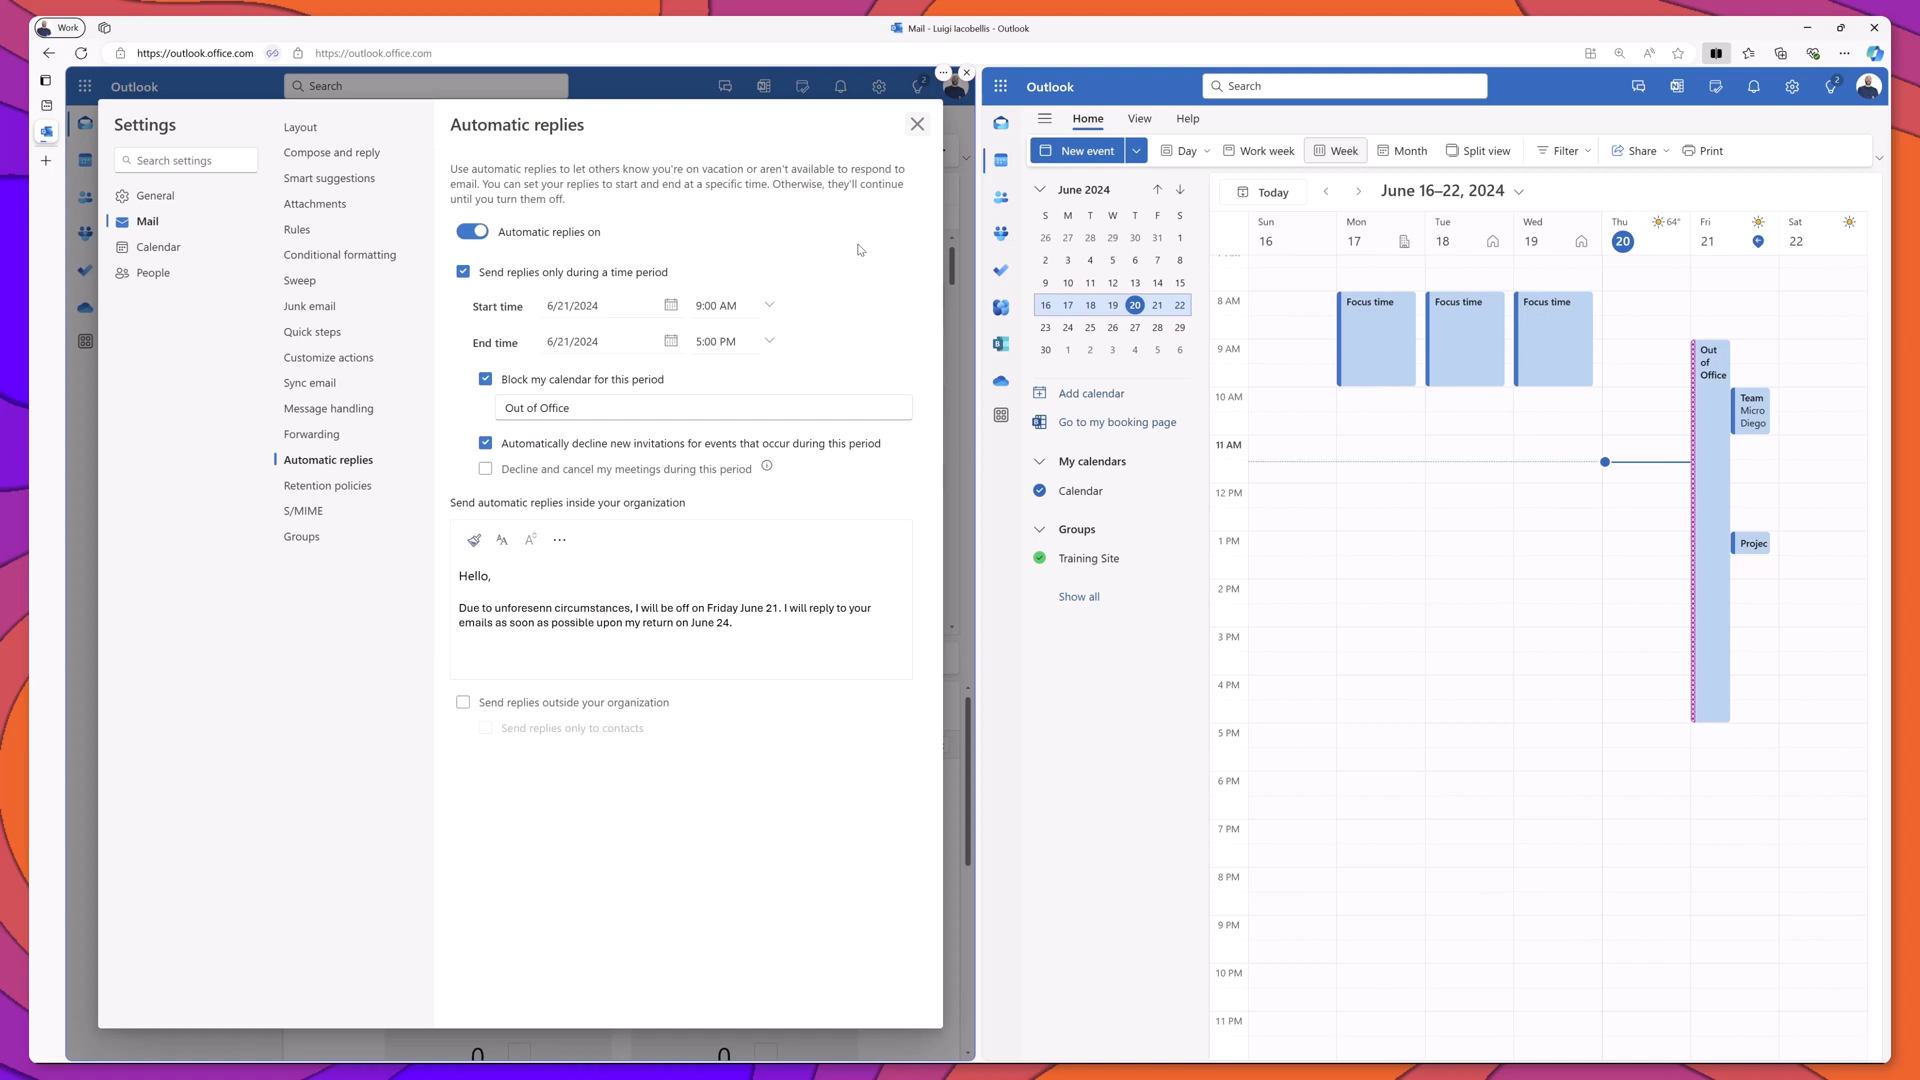 Work
Mail - Luigi Iacobellis - Outlook
https://outlook.office.com
https://outlook.office.com
Outlook
Search
2
Settings
Search settings
General
Mail
Calendar
People
Layout
Compose and reply
Smart suggestions
Attachments
Rules
Conditional formatting
Sweep
Junk email
Quick steps
Customize actions
Sync email
Message handling
Forwarding
Automatic replies
Retention policies
S/MIME
Groups
Automatic replies
Use automatic replies to let others know you're on vacation or aren't available to respond to
email. You can set your replies to start and end at a specific time. Otherwise, they'll continue
until you turn them off.
Automatic replies on
Send replies only during a time period
Start time 6/21/2024 9:00 AM
End time 6/21/2024 5:00 PM
Block my calendar for this period
Out of Office
Automatically decline new invitations for events that occur during this period
Decline and cancel my meetings during this period
Send automatic replies inside your organization
Hello,
Due to unforesenn circumstances, I will be off on Friday June 21. I will reply to your
emails as soon as possible upon my return on June 24.
Send replies outside your organization
Send replies only to contacts
Outlook
Search
2
Home View Help
New event Day Work week Week Month Split view Filter Share Print
June 2024
S M T W T F S
26 27 28 29 30 31 1
2 3 4 5 6 7 8
9 10 11 12 13 14 15
16 17 18 19 20 21 22
23 24 25 26 27 28 29
30 1 2 3 4 5 6
Add calendar
Go to my booking page
My calendars
Calendar
Groups
Training Site
Show all
Today June 16–22, 2024
Sun Mon Tue Wed Thu 64° Fri Sat
16 17 18 19 20 21 22
8 AM
Focus time Focus time Focus time
9 AM
Out
of
Office
10 AM
Team
Micro
Diego
11 AM
12 PM
1 PM
Projec
2 PM
3 PM
4 PM
5 PM
6 PM
7 PM
8 PM
9 PM
10 PM
11 PM